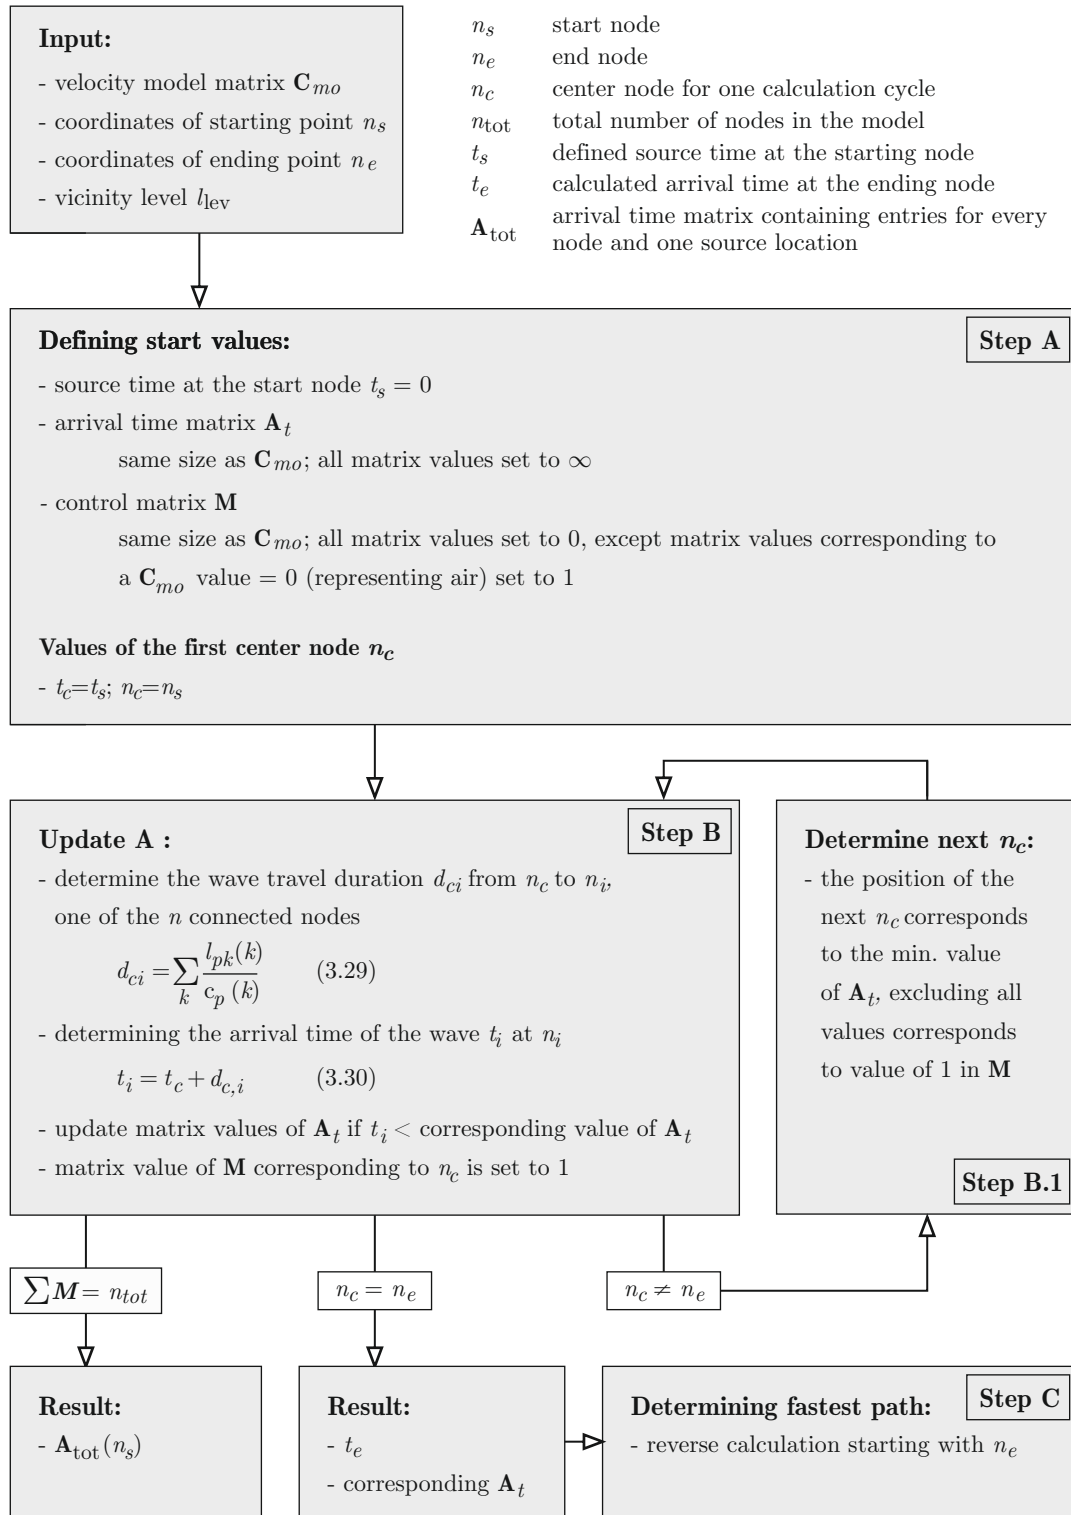 Input:
- velocity model matrix C_mo
- coordinates of starting point n_s
- coordinates of ending point n_e
- vicinity level l_lev
n_s start node
n_e end node
n_c center node for one calculation cycle
n_tot total number of nodes in the model
t_s defined source time at the starting node
t_e calculated arrival time at the ending node
A_tot arrival time matrix containing entries for every
node and one source location
Step A
Defining start values:
- source time at the start node t_s = 0
- arrival time matrix A_t
same size as C_mo; all matrix values set to ∞
- control matrix M
same size as C_mo; all matrix values set to 0, except matrix values corresponding to
a C_mo value = 0 (representing air) set to 1
Values of the first center node n_c
- t_c=t_s; n_c=n_s
Step B
Update A :
- determine the wave travel duration d_ci from n_c to n_i,
one of the n connected nodes
d_ci = ∑_k l_pk(k) / c_p (k) (3.29)
- determining the arrival time of the wave t_i at n_i
t_i = t_c + d_c,i (3.30)
- update matrix values of A_t if t_i < corresponding value of A_t
- matrix value of M corresponding to n_c is set to 1
Determine next n_c:
- the position of the
next n_c corresponds
to the min. value
of A_t, excluding all
values corresponds
to value of 1 in M
Step B.1
∑M = n_tot
n_c = n_e
n_c ≠ n_e
Result:
- A_tot(n_s)
Result:
- t_e
- corresponding A_t
Step C
Determining fastest path:
- reverse calculation starting with n_e